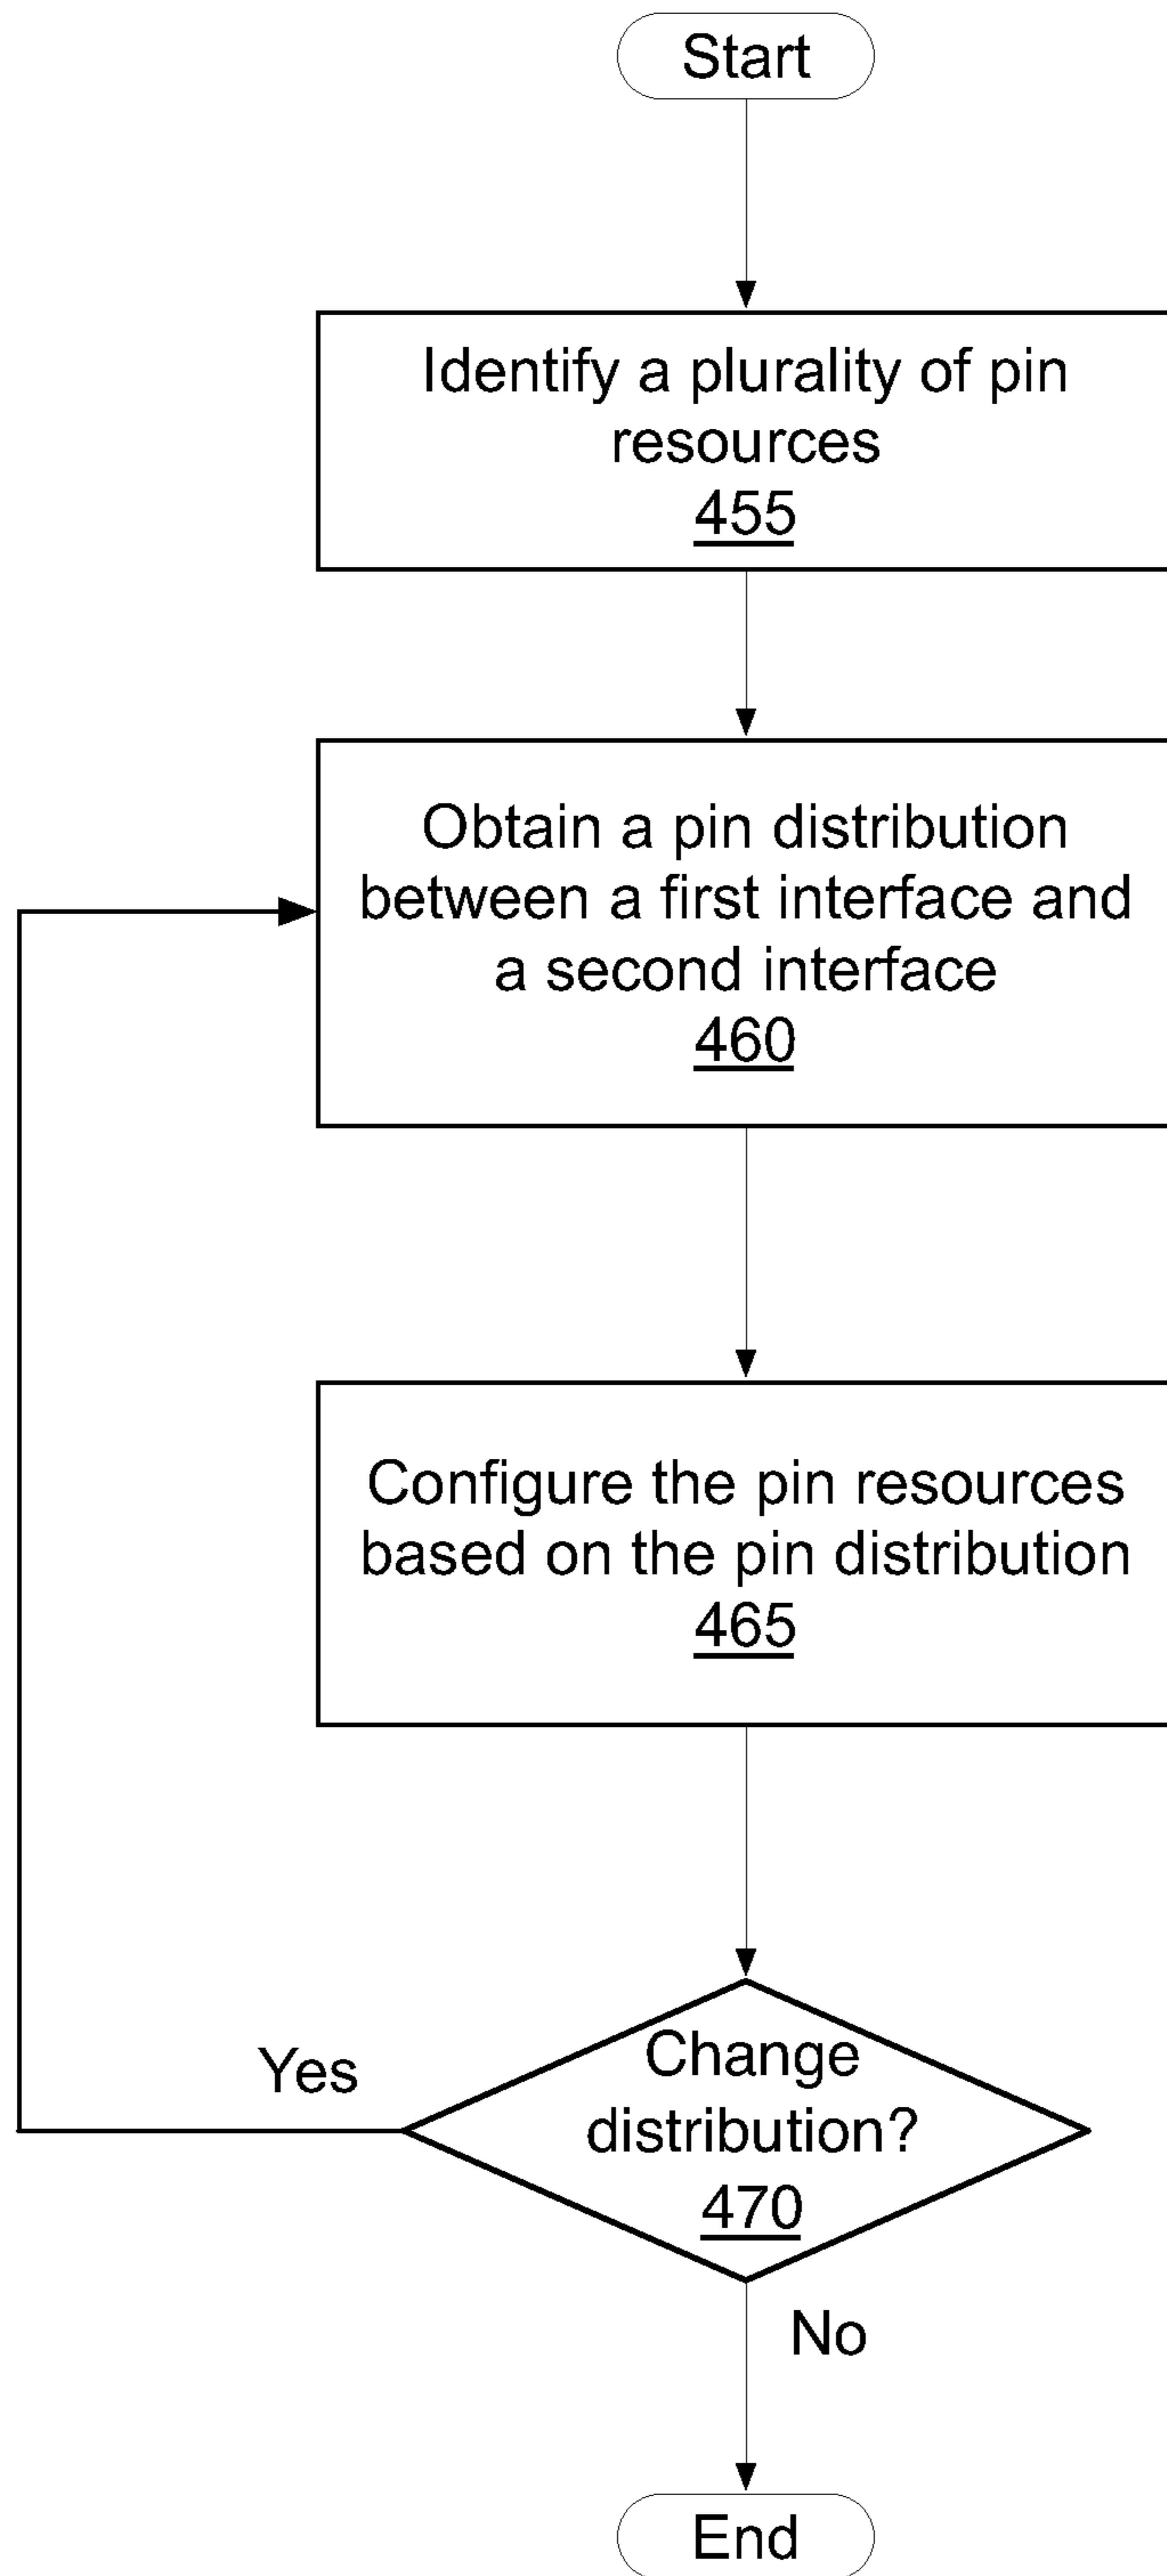 Start
Identify a plurality of pin
resources
455
Obtain a pin distribution
between a first interface and
a second interface
460
Configure the pin resources
based on the pin distribution
465
Change
distribution?
470
Yes
No
End